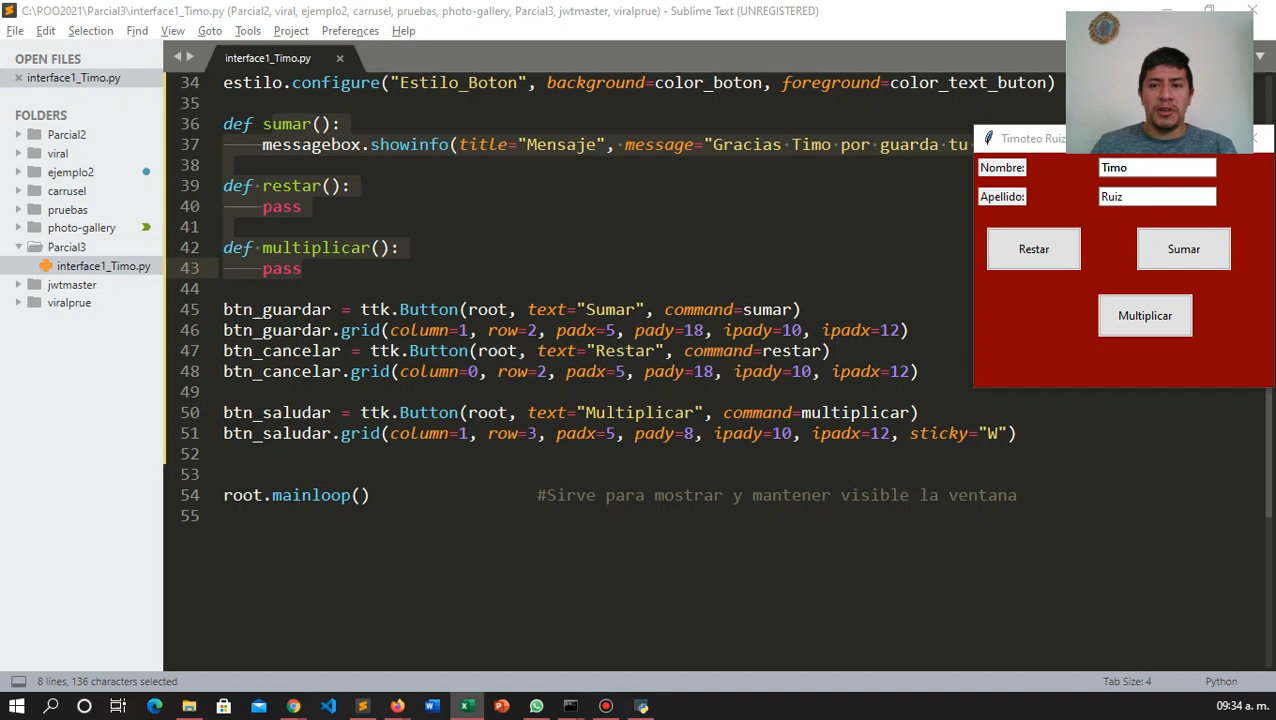 C:\POO2021\Parcial3\interface1_Timo.py (Parcial2, viral, ejemplo2, carrusel, pruebas, photo-gallery, Parcial3, jwtmaster, viralprue) - Sublime Text (UNREGISTERED)
File Edit Selection Find View Goto Tools Project Preferences Help
OPEN FILES
interface1_Timo.py
FOLDERS
Parcial2
viral
ejemplo2
carrusel
pruebas
photo-gallery
Parcial3
interface1_Timo.py
jwtmaster
viralprue
interface1_Timo.py
34 estilo.configure("Estilo_Boton", background=color_boton, foreground=color_text_buton)
35
36 def sumar():
37 messagebox.showinfo(title="Mensaje", message="Gracias Timo por guarda tu
38
39 def restar():
40 pass
41
42 def multiplicar():
43 pass
44
45 btn_guardar = ttk.Button(root, text="Sumar", command=sumar)
46 btn_guardar.grid(column=1, row=2, padx=5, pady=18, ipady=10, ipadx=12)
47 btn_cancelar = ttk.Button(root, text="Restar", command=restar)
48 btn_cancelar.grid(column=0, row=2, padx=5, pady=18, ipady=10, ipadx=12)
49
50 btn_saludar = ttk.Button(root, text="Multiplicar", command=multiplicar)
51 btn_saludar.grid(column=1, row=3, padx=5, pady=8, ipady=10, ipadx=12, sticky="W")
52
53
54 root.mainloop() #Sirve para mostrar y mantener visible la ventana
55
Timoteo Ruiz
Nombre: Timo
Apellido: Ruiz
Restar Sumar
Multiplicar
8 lines, 136 characters selected Tab Size: 4 Python
09:34 a. m.